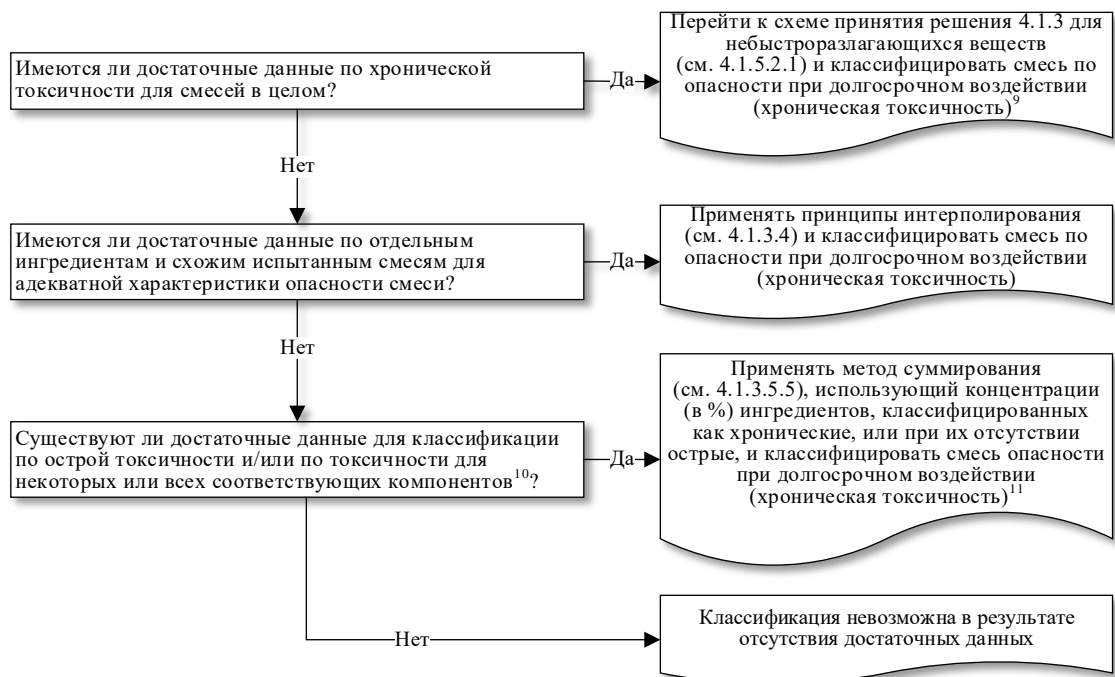 Имеются ли достаточные данные по хронической
токсичности для смесей в целом?
Да
Перейти к схеме принятия решения 4.1.3 для
небыстроразлагающихся веществ
(см. 4.1.5.2.1) и классифицировать смесь по
опасности при долгосрочном воздействии
(хроническая токсичность)9
Нет
Имеются ли достаточные данные по отдельным
ингредиентам и схожим испытанным смесям для
адекватной характеристики опасности смеси?
Да
Применять принципы интерполирования
(см. 4.1.3.4) и классифицировать смесь по
опасности при долгосрочном воздействии
(хроническая токсичность)
Нет
Существуют ли достаточные данные для классификации
по острой токсичности и/или по токсичности для
некоторых или всех соответствующих компонентов10?
Да
Применять метод суммирования
(см. 4.1.3.5.5), использующий концентрации
(в %) ингредиентов, классифицированных
как хронические, или при их отсутствии
острые, и классифицировать смесь опасности
при долгосрочном воздействии
(хроническая токсичность)11
Нет
Классификация невозможна в результате
отсутствия достаточных данных